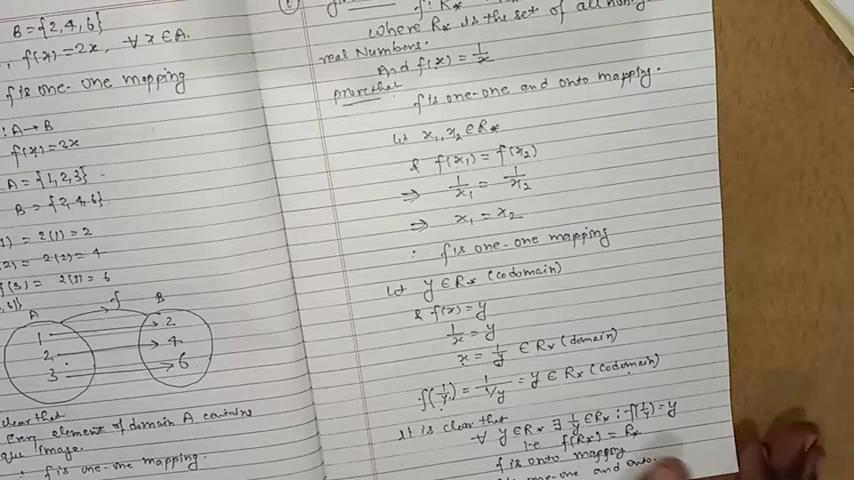 B = {2,4,6}
f(x) = 2x, ∀ x ∈ A.
f is one-one mapping
: A → B
f(x) = 2x
A = {1,2,3}.
B = {2,4,6}
1) = 2(1) = 2
2) = 2(2) = 4
f(3) = 2(3) = 6
,6}
A f B
1 2
2 4
3 6
clear that
Every element of domain A contains
que image.
∴ f is one-one mapping.
f : R*
where R* is the set of all
real Numbers.
And f(x) = 1/x
prove that
f is one-one and onto mapping.
Let x₁, x₂ ∈ R*
& f(x₁) = f(x₂)
⇒ 1/x₁ = 1/x₂
⇒ x₁ = x₂
∴ f is one-one mapping
Let y ∈ R* (codomain)
& f(x) = y
1/x = y
x = 1/y ∈ R* (domain)
f(1/y) = 1/1/y = y ∈ R* (codomain)
It is clear that
∀ y ∈ R* ∃ 1/y ∈ R* : f(1/y) = y
i.e f(R*) = R*
f is onto mapping
f is one-one and onto.